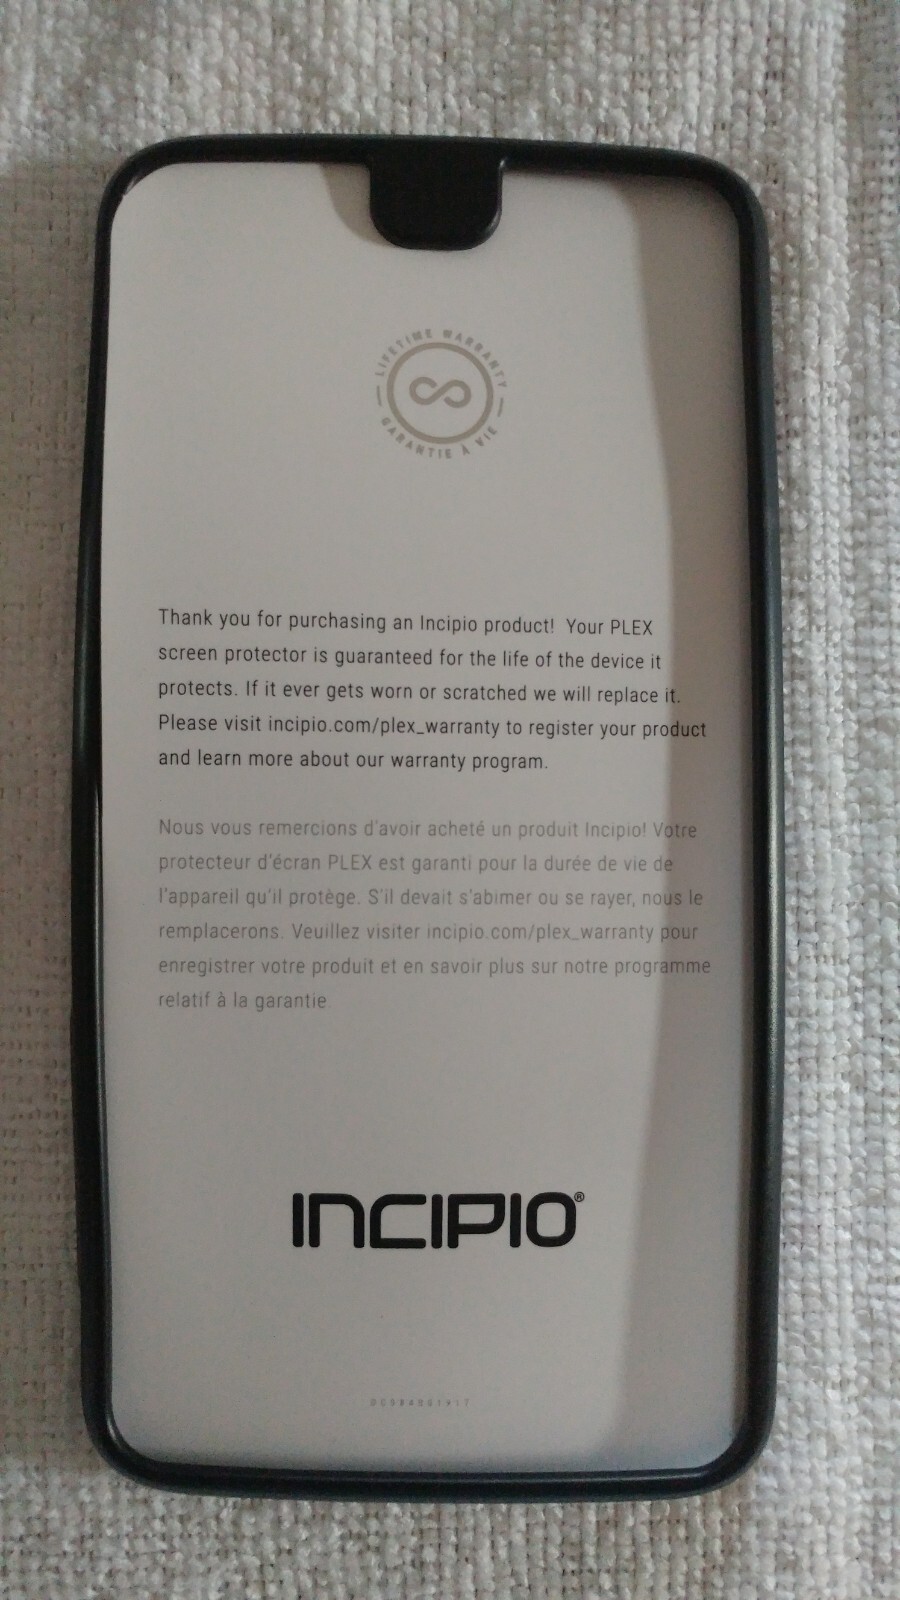 LIFETIME WARRANTY
GARANTIE À VIE
Thank you for purchasing an Incipio product! Your PLEX
screen protector is guaranteed for the life of the device it
protects. If it ever gets worn or scratched we will replace it.
Please visit incipio.com/plex_warranty to register your product
and learn more about our warranty program.
Nous vous remercions d'avoir acheté un produit Incipio! Votre
protecteur d'écran PLEX est garanti pour la durée de vie de
l'appareil qu'il protège. S'il devait s'abimer ou se rayer, nous le
remplacerons. Veuillez visiter incipio.com/plex_warranty pour
enregistrer votre produit et en savoir plus sur notre programme
relatif à la garantie
INCIPIO®